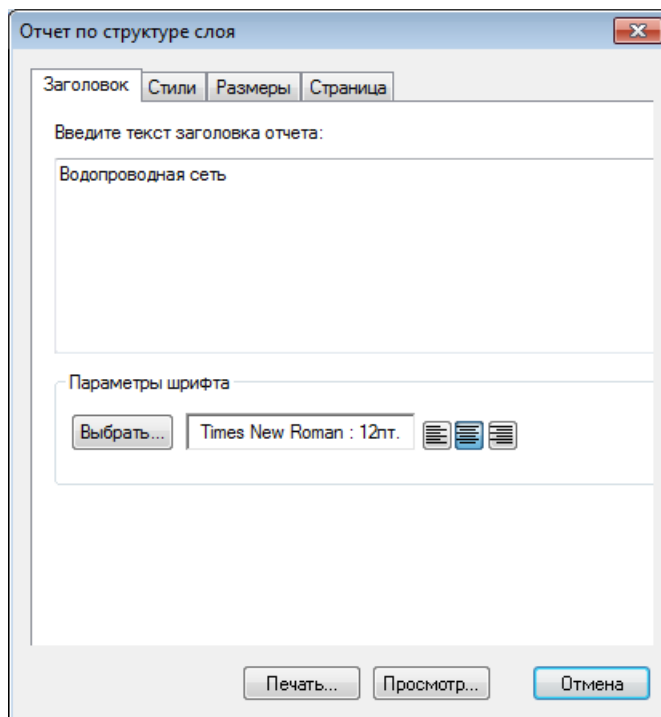 Отчет по структуре слоя
Заголовок Стили Размеры Страница
Введите текст заголовка отчета:
Водопроводная сеть
Параметры шрифта
Выбрать... Times New Roman : 12пт.
Печать... Просмотр... Отмена